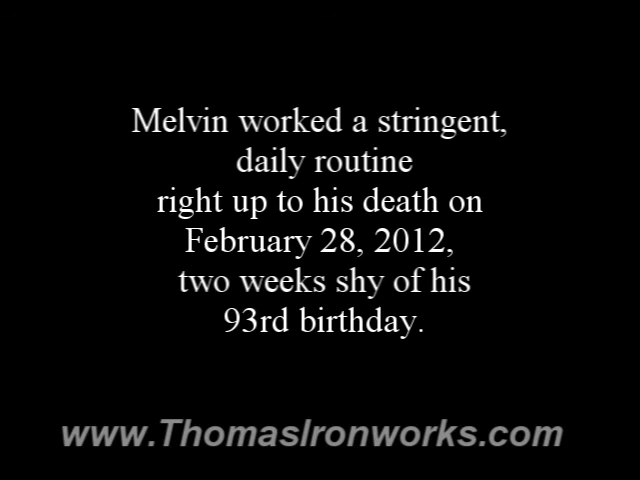 Melvin worked a stringent,
daily routine
right up to his death on
February 28, 2012,
two weeks shy of his
93rd birthday.
www.ThomasIronworks.com